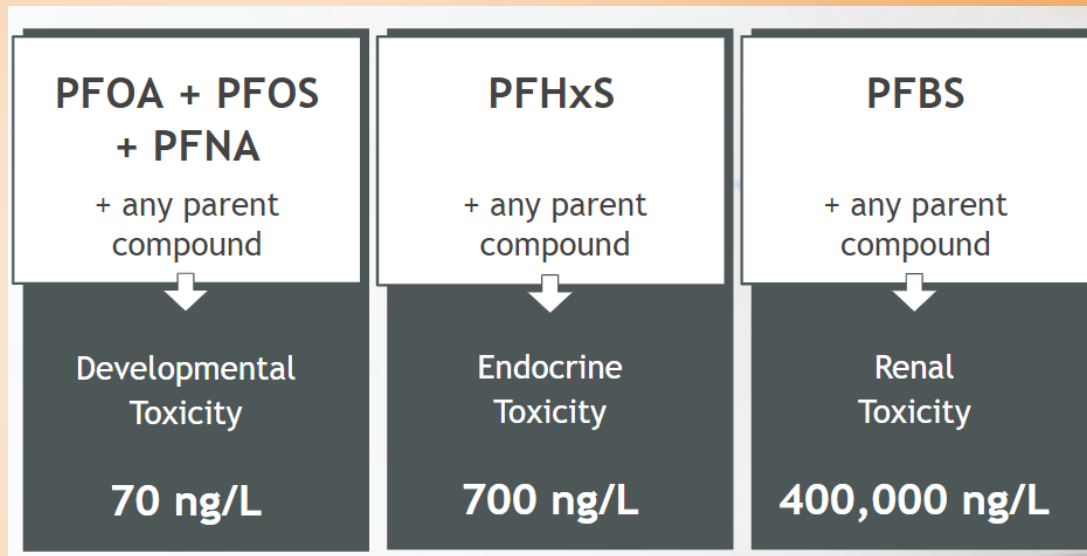 PFOA + PFOS
+ PFNA
+ any parent
compound
Developmental
Toxicity
70 ng/L
PFHxS
+ any parent
compound
Endocrine
Toxicity
700 ng/L
PFBS
+ any parent
compound
Renal
Toxicity
400,000 ng/L